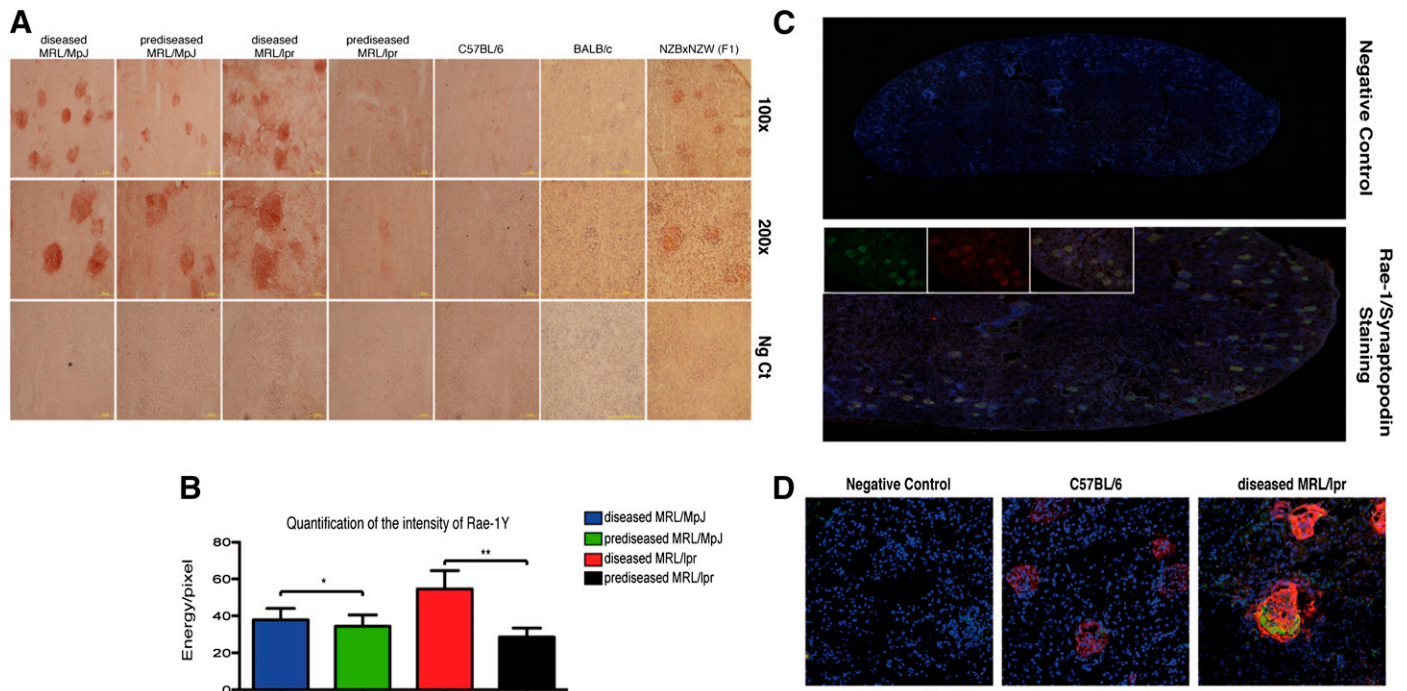 A
diseased
MRL/MpJ
prediseased
MRL/MpJ
diseased
MRL/lpr
prediseased
MRL/lpr
C57BL/6
BALB/c
NZBxNZW (F1)
100x
200x
Ng Ct
B
Quantification of the intensity of Rae-1Y
Energy/pixel
80
60
40
20
0
*
**
diseased MRL/MpJ
prediseased MRL/MpJ
diseased MRL/lpr
prediseased MRL/lpr
C
Negative Control
Rae-1/Synaptopodin
Staining
D
Negative Control
C57BL/6
diseased MRL/lpr